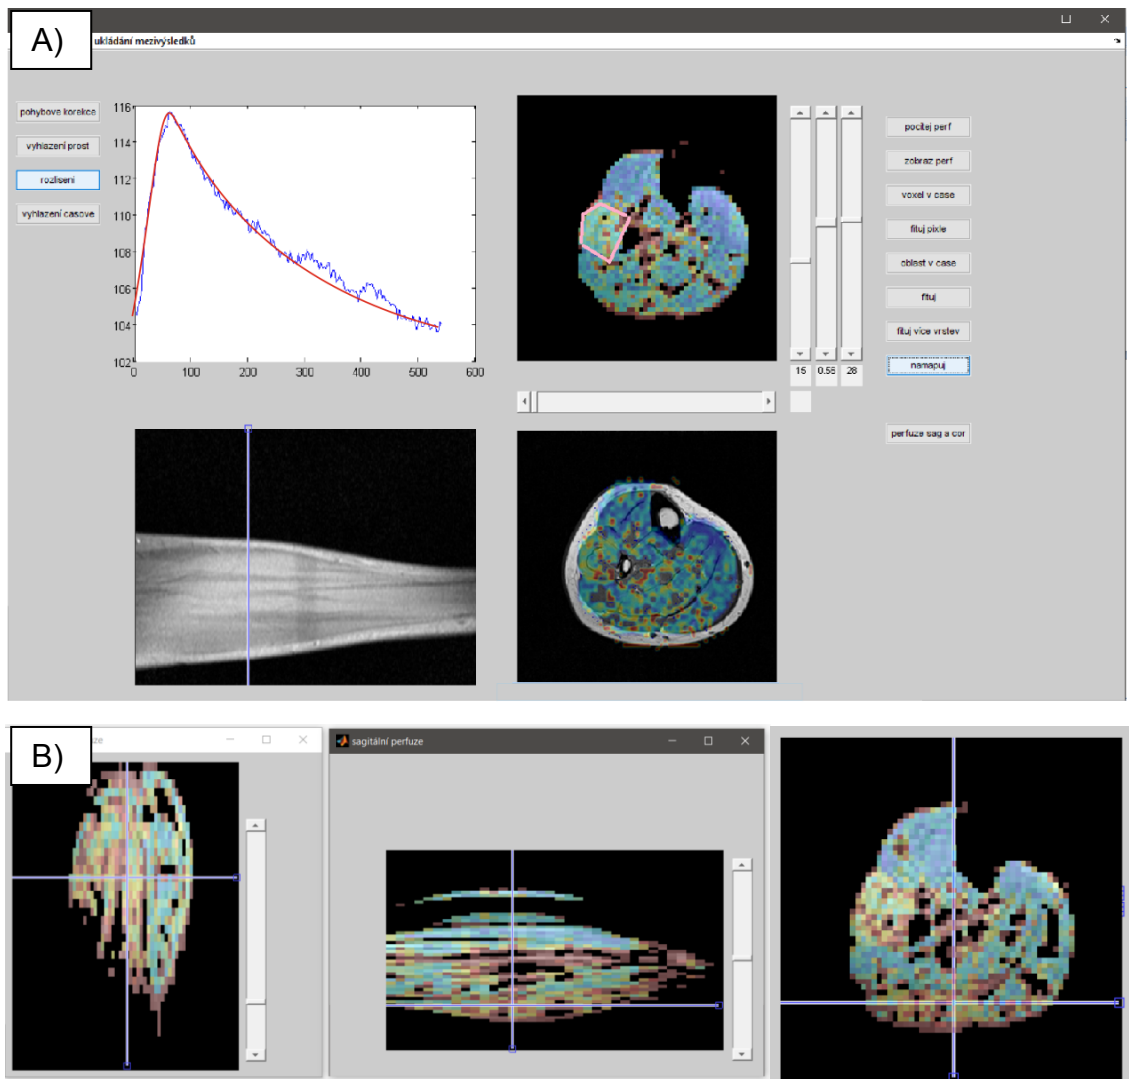 A)
ukládání mezivýsledků
pohybove korekce
vyhlazení prost
rozliseni
vyhlazení casove
116
114
112
110
108
106
104
102
0
100
200
300
400
500
600
15
0.56
28
pocitej perf
zobraz perf
voxel v case
fituj pixle
oblast v case
fituj
fituj více vrstev
namapuj
perfuze sag a cor
B)
sagitální perfuze